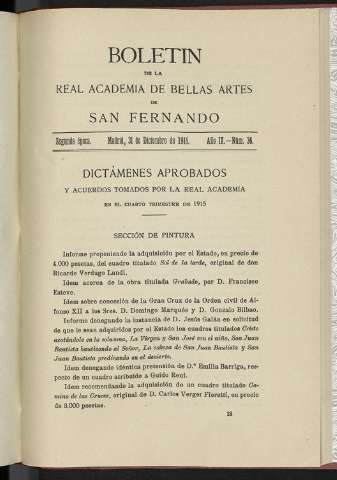 BOLETIN
DE LA
REAL ACADEMIA DE BELLAS ARTES
DE
SAN FERNANDO
Segunda época. Madrid, 31 de Diciembre de 1915. Año IX.—Núm. 36.
DICTÁMENES APROBADOS
Y ACUERDOS TOMADOS POR LA REAL ACADEMIA
EN EL CUARTO TRIMESTRE DE 1915
SECCIÓN DE PINTURA
Informe proponiendo la adquisición por el Estado, en precio de
4.000 pesetas, del cuadro titulado Sol de la tarde, original de don
Ricardo Verdugo Landi.
Idem acerca de la obra titulada Grabado, por D. Francisco
Esteve.
Idem sobre concesión de la Gran Cruz de la Orden civil de Al-
fonso XII a los Sres. D. Domingo Marqués y D. Gonzalo Bilbao.
Informe denegando la instancia de D. Jesús Galán en solicitud
de que le sean adquiridos por el Estado los cuadros titulados Cristo
azotándole en la columna, La Virgen y San José con el niño, San Juan
Bautista bautizando al Señor, La cabeza de San Juan Bautista y San
Juan Bautista predicando en el desierto.
Idem denegando idéntica pretensión de D.ª Emilia Barriga, res-
pecto de un cuadro atribuido a Guido Reni.
Idem recomendando la adquisición de un cuadro titulado Ca-
mino de las Cruces, original de D. Carlos Verger Fioretti, en precio
de 3.000 pesetas.